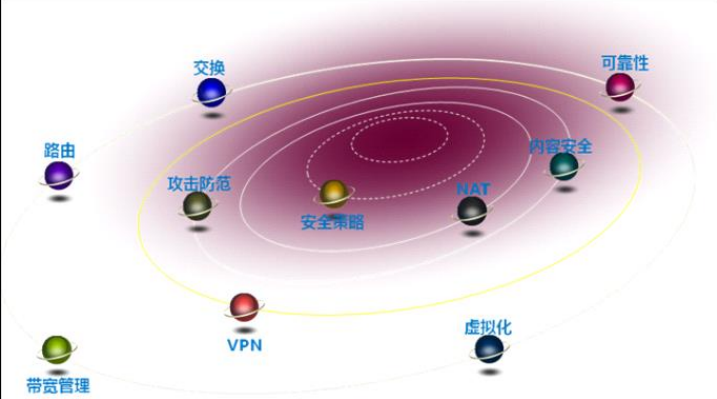 交换
可靠性
路由
内容安全
攻击防范
NAT
安全策略
虚拟化
VPN
带宽管理